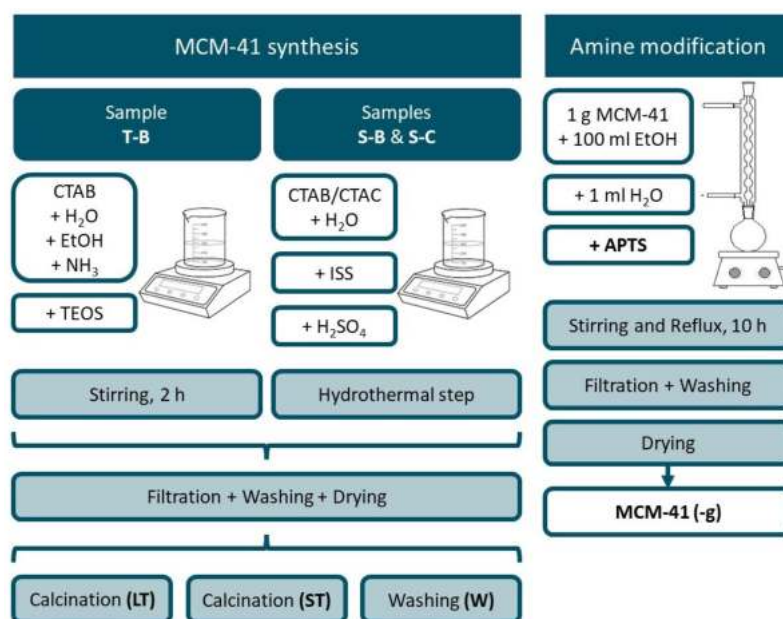 MCM-41 synthesis
Sample
T-B
CTAB
+ H₂O
+ EtOH
+ NH₃
+ TEOS
Samples
S-B & S-C
CTAB/CTAC
+ H₂O
+ ISS
+ H₂SO₄
Stirring, 2 h
Hydrothermal step
Filtration + Washing + Drying
Calcination (LT)
Calcination (ST)
Washing (W)
Amine modification
1 g MCM-41
+ 100 ml EtOH
+ 1 ml H₂O
+ APTS
Stirring and Reflux, 10 h
Filtration + Washing
Drying
MCM-41 (-g)